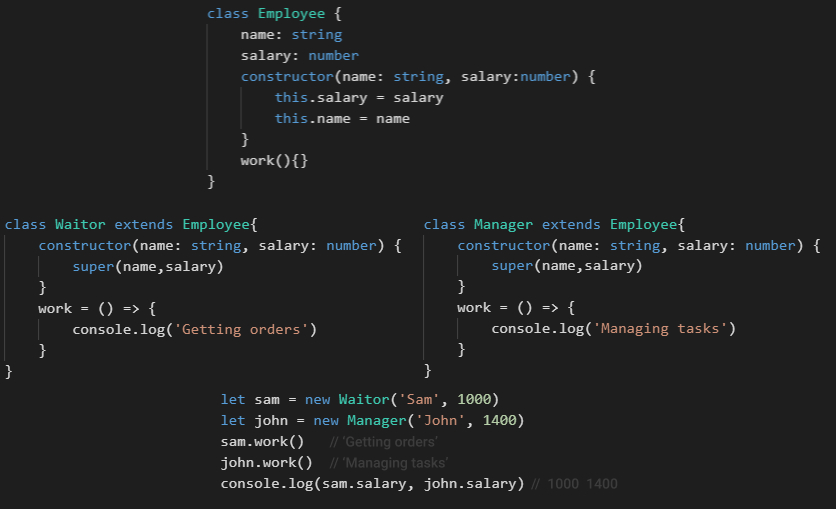 class Employee {
name: string
salary: number
constructor(name: string, salary:number) {
this.salary = salary
this.name = name
}
work(){}
}
class Waitor extends Employee{
constructor(name: string, salary: number) {
super(name,salary)
}
work = () => {
console.log('Getting orders')
}
}
class Manager extends Employee{
constructor(name: string, salary: number) {
super(name,salary)
}
work = () => {
console.log('Managing tasks')
}
}
let sam = new Waitor('Sam', 1000)
let john = new Manager('John', 1400)
sam.work() // 'Getting orders'
john.work() // 'Managing tasks'
console.log(sam.salary, john.salary) // 1000 1400